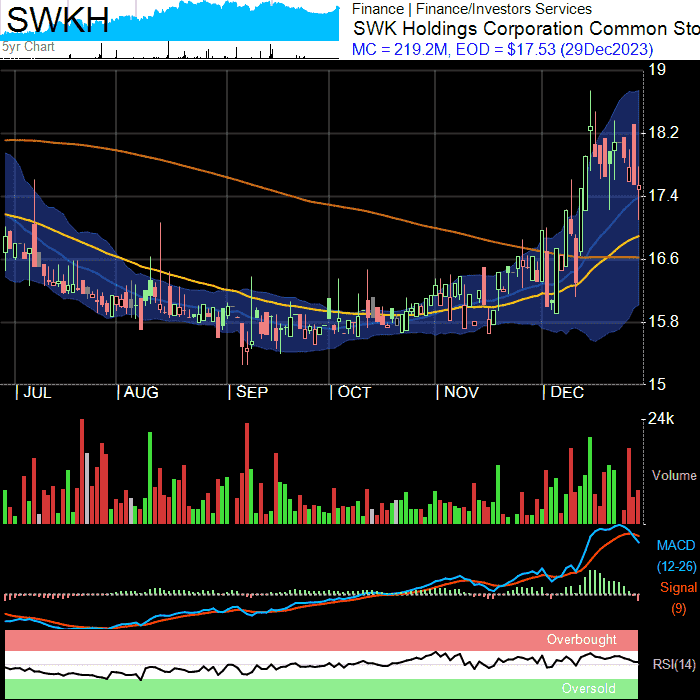 SWKH
5yr Chart
Finance | Finance/Investors Services
SWK Holdings Corporation Common Sto
MC = 219.2M, EOD = $17.53 (29Dec2023)
19
18.2
17.4
16.6
15.8
15
JUL AUG SEP OCT NOV DEC
24k
Volume
MACD
(12-26)
Signal
(9)
Overbought
RSI(14)
Oversold